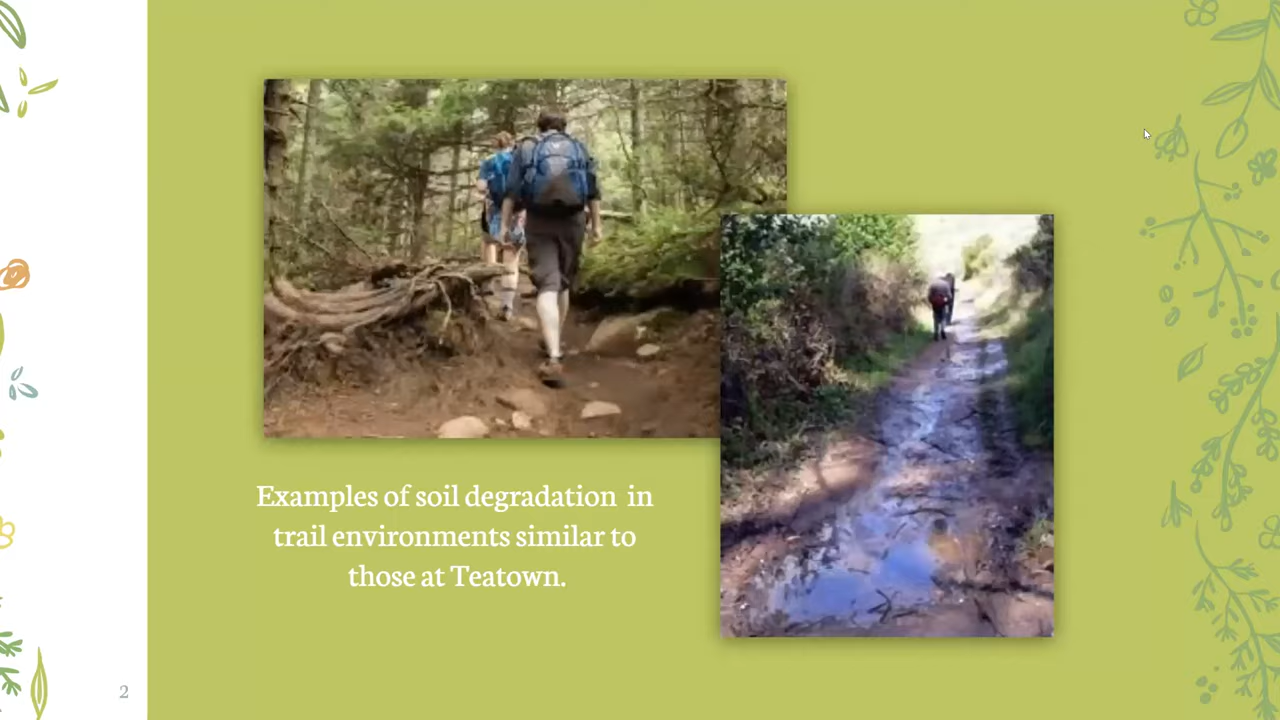 Examples of soil degradation in
trail environments similar to
those at Teatown.
2